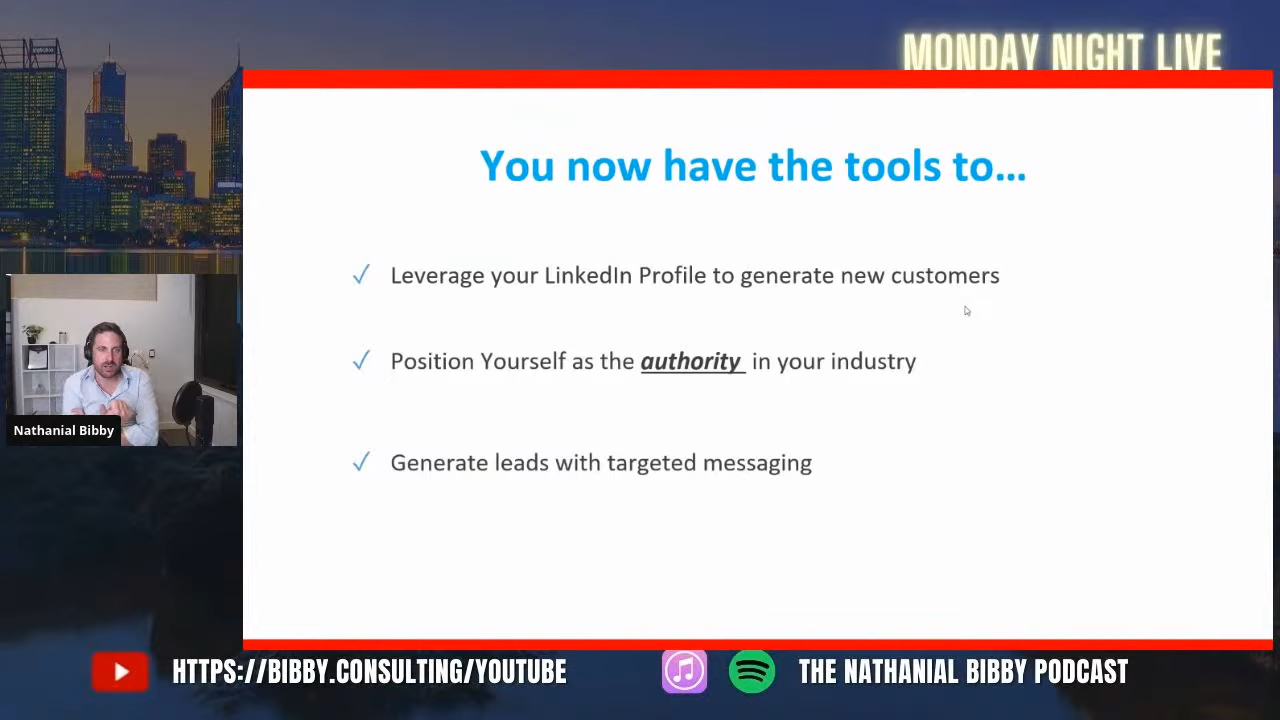 MONDAY NIGHT LIVE
You now have the tools to...
✓ Leverage your LinkedIn Profile to generate new customers
✓ Position Yourself as the authority in your industry
Nathanial Bibby
✓ Generate leads with targeted messaging
HTTPS://BIBBY.CONSULTING/YOUTUBE
THE NATHANIAL BIBBY PODCAST